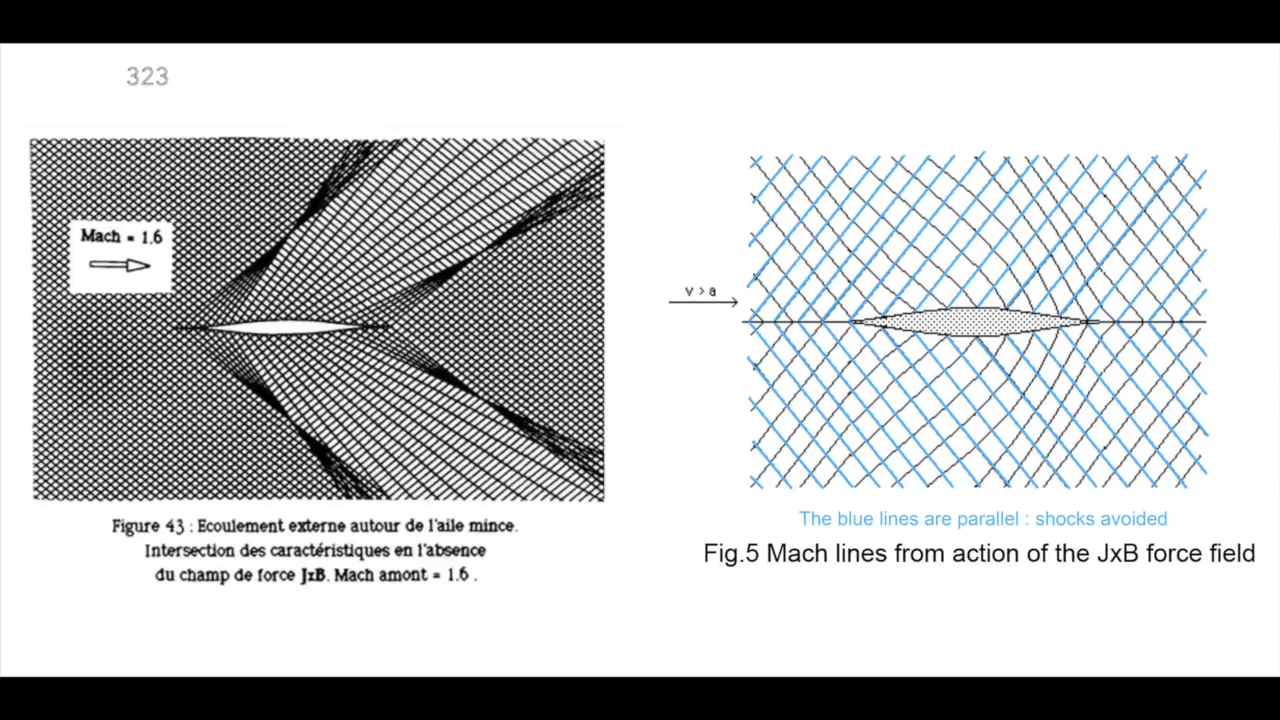 323
Mach = 1.6
Figure 43 : Ecoulement externe autour de l'aile mince.
Intersection des caractéristiques en l'absence
du champ de force JxB. Mach amont = 1.6 .
v > a
The blue lines are parallel : shocks avoided
Fig.5 Mach lines from action of the JxB force field